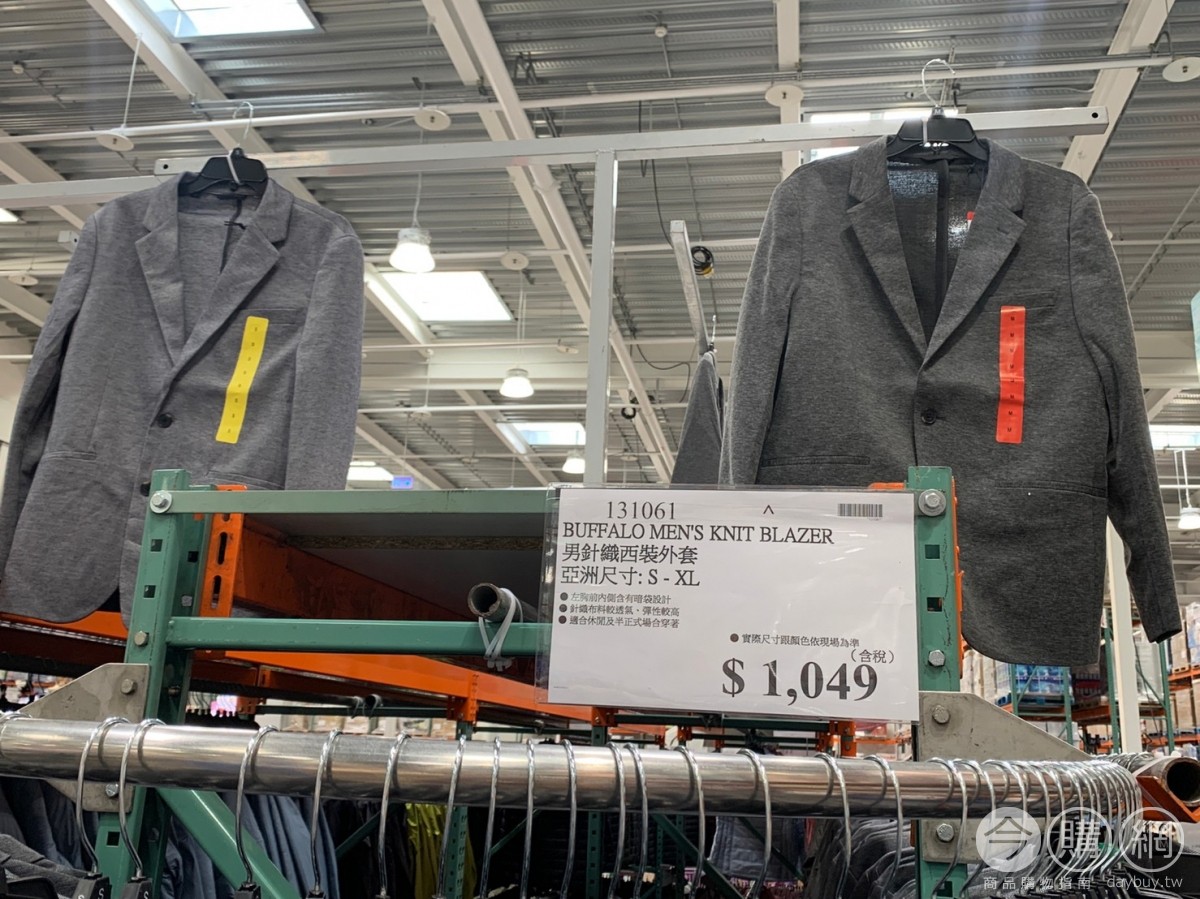 131061
^
BUFFALO MEN'S KNIT BLAZER
男針織西裝外套
亞洲尺寸: S - XL
● 左胸前內側含有暗袋設計
● 針織布料較透氣、彈性較高
● 適合休閒及半正式場合穿著
● 實際尺寸跟顏色依現場為準
(含稅)
$ 1,049
今購網
商品購物指南 daybuy.tw